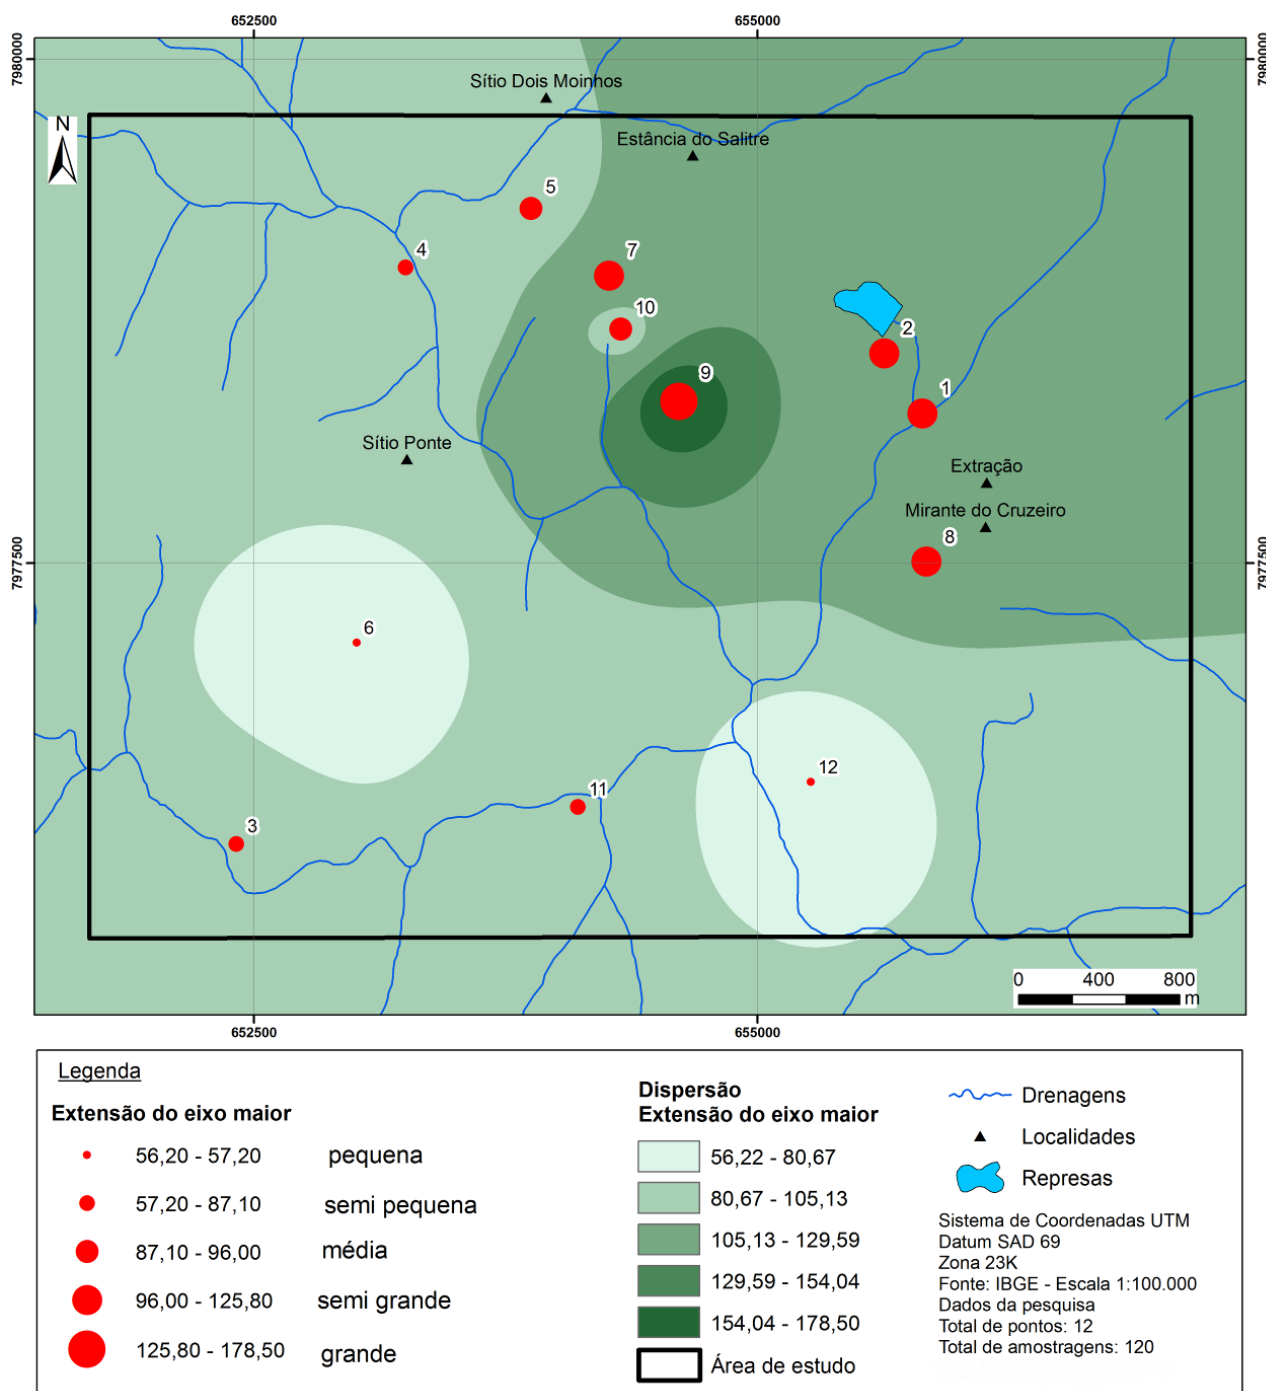 652500
655000
7980000
7980000
Sítio Dois Moinhos
N
Estância do Salitre
5
4
7
10
2
9
1
Sítio Ponte
Extração
Mirante do Cruzeiro
8
7977500
7977500
6
12
11
3
0 400 800
m
652500
655000
Legenda
Extensão do eixo maior
56,20 - 57,20 pequena
57,20 - 87,10 semi pequena
87,10 - 96,00 média
96,00 - 125,80 semi grande
125,80 - 178,50 grande
Dispersão
Extensão do eixo maior
56,22 - 80,67
80,67 - 105,13
105,13 - 129,59
129,59 - 154,04
154,04 - 178,50
Área de estudo
Drenagens
Localidades
Represas
Sistema de Coordenadas UTM
Datum SAD 69
Zona 23K
Fonte: IBGE - Escala 1:100.000
Dados da pesquisa
Total de pontos: 12
Total de amostragens: 120